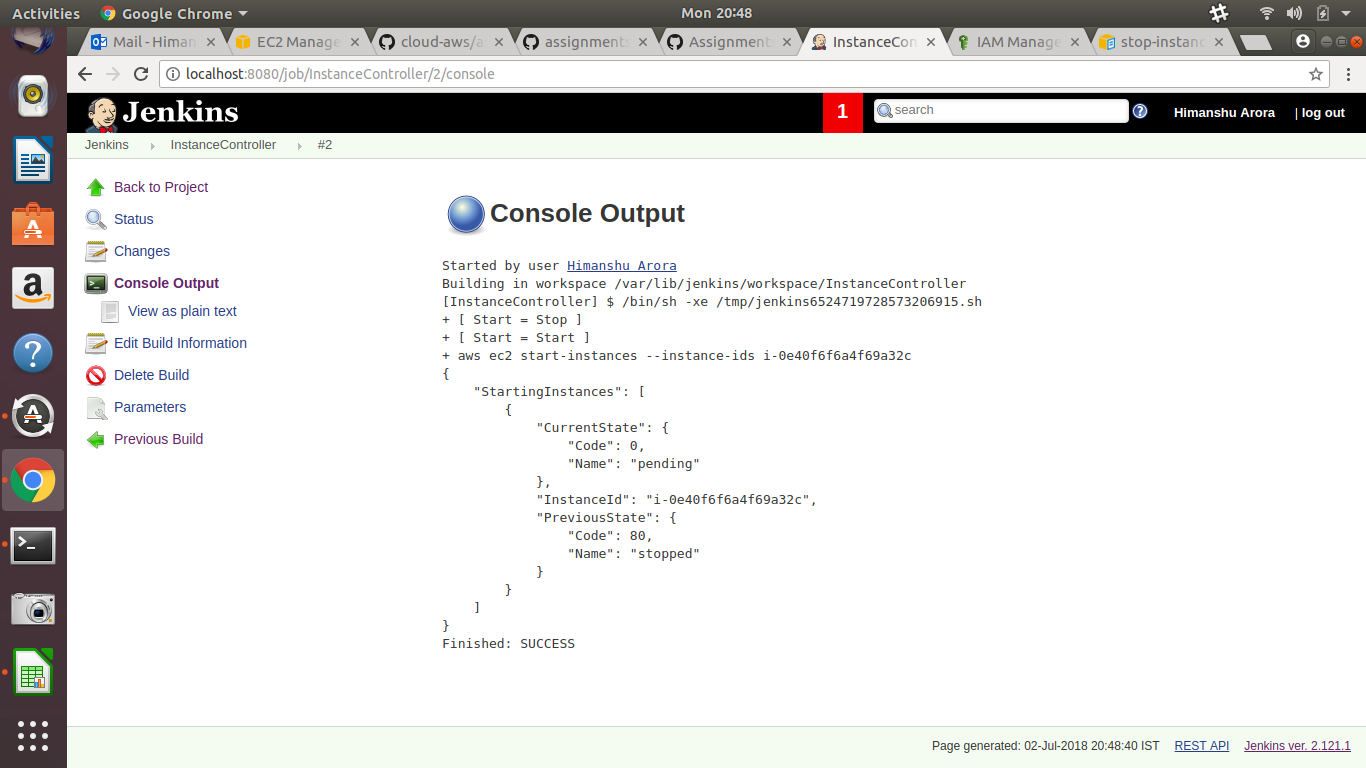 Activities
Google Chrome
Mon 20:48
Mail - Himan
EC2 Manage
cloud-aws/a
assignments
Assignment
InstanceCon
IAM Manage
stop-instanc
localhost:8080/job/InstanceController/2/console
Jenkins
1
search
Himanshu Arora
| log out
Jenkins
InstanceController
#2
Back to Project
Status
Changes
Console Output
View as plain text
Edit Build Information
Delete Build
Parameters
Previous Build
Console Output
Started by user Himanshu Arora
Building in workspace /var/lib/jenkins/workspace/InstanceController
[InstanceController] $ /bin/sh -xe /tmp/jenkins6524719728573206915.sh
+ [ Start = Stop ]
+ [ Start = Start ]
+ aws ec2 start-instances --instance-ids i-0e40f6f6a4f69a32c
{
    "StartingInstances": [
        {
            "CurrentState": {
                "Code": 0,
                "Name": "pending"
            },
            "InstanceId": "i-0e40f6f6a4f69a32c",
            "PreviousState": {
                "Code": 80,
                "Name": "stopped"
            }
        }
    ]
}
Finished: SUCCESS
Page generated: 02-Jul-2018 20:48:40 IST
REST API
Jenkins ver. 2.121.1